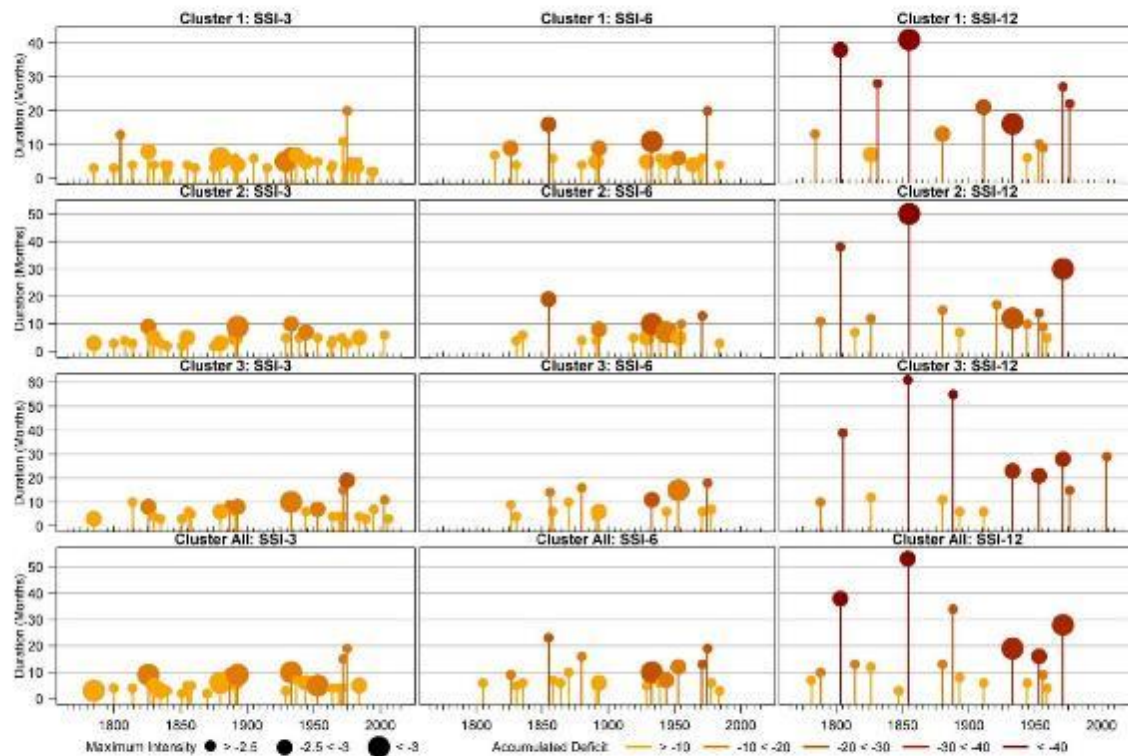 Cluster 1: SSI-3 Cluster 1: SSI-6 Cluster 1: SSI-12
Duration (Months)
40
30
20
10
0
Cluster 2: SSI-3 Cluster 2: SSI-6 Cluster 2: SSI-12
Duration (Months)
50
40
30
20
10
0
Cluster 3: SSI-3 Cluster 3: SSI-6 Cluster 3: SSI-12
Duration (Months)
60
50
40
30
20
10
0
Cluster All: SSI-3 Cluster All: SSI-6 Cluster All: SSI-12
Duration (Months)
50
40
30
20
10
0
1800 1850 1900 1950 2000 1800 1850 1900 1950 2000 1800 1850 1900 1950 2000
Maximum Intensity > -2.5 -2.5 < -3 < -3 Accumulated Deficit > -10 -10 < -20 -20 < -30 -30 < -40 > -40